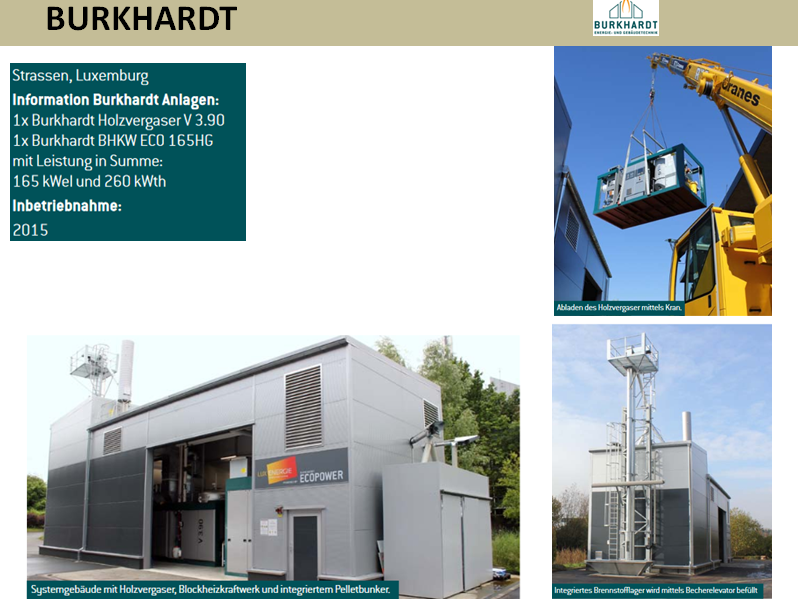 BURKHARDT
BURKHARDT
ENERGIE- UND GEBÄUDETECHNIK
Strassen, Luxemburg
Information Burkhardt Anlagen:
1x Burkhardt Holzvergaser V 3.90
1x Burkhardt BHKW ECO 165HG
mit Leistung in Summe:
165 kWel und 260 kWth
Inbetriebnahme:
2015
Cranes
Abladen des Holzvergaser mittels Kran.
LUXENERGIE
ECOPOWER
V 3.90
Systemgebäude mit Holzvergaser, Blockheizkraftwerk und integriertem Pelletbunker.
Integriertes Brennstofflager wird mittels Becherelevator befüllt